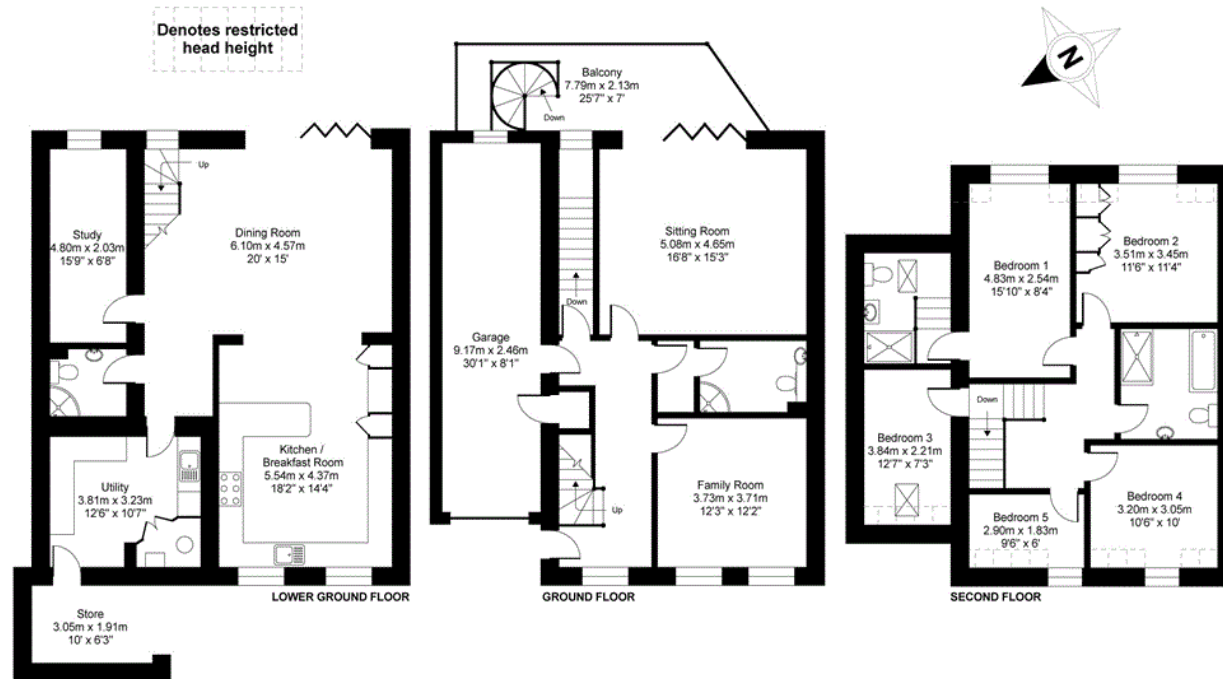 Denotes restricted
head height
Balcony
7.79m x 2.13m
25'7" x 7'
Down
N
Up
Study
4.80m x 2.03m
15'9" x 6'8"
Dining Room
6.10m x 4.57m
20' x 15'
Kitchen /
Breakfast Room
5.54m x 4.37m
18'2" x 14'4"
Utility
3.81m x 3.23m
12'6" x 10'7"
Store
3.05m x 1.91m
10' x 6'3"
LOWER GROUND FLOOR
Sitting Room
5.08m x 4.65m
16'8" x 15'3"
Down
Garage
9.17m x 2.46m
30'1" x 8'1"
Family Room
3.73m x 3.71m
12'3" x 12'2"
Up
GROUND FLOOR
Bedroom 1
4.83m x 2.54m
15'10" x 8'4"
Bedroom 2
3.51m x 3.45m
11'6" x 11'4"
Bedroom 3
3.84m x 2.21m
12'7" x 7'3"
Down
Bedroom 4
3.20m x 3.05m
10'6" x 10'
Bedroom 5
2.90m x 1.83m
9'6" x 6'
SECOND FLOOR